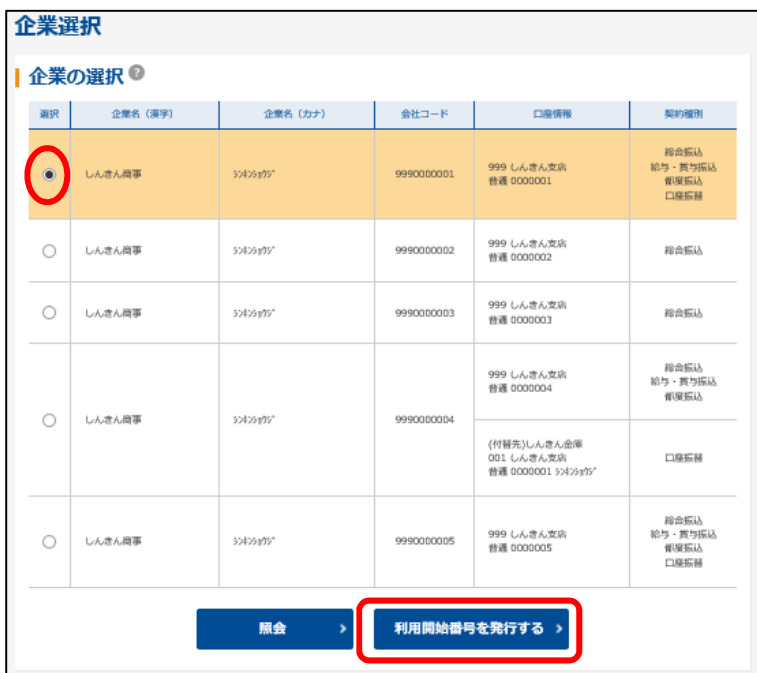 企業選択
企業の選択 ?
選択 企業名（漢字） 企業名（カナ） 会社コード 口座情報 契約種別
しんきん商事 ｼﾝｷﾝｼｮｳｼﾞ 9990000001 999 しんきん支店
普通 0000001
総合振込
給与・賞与振込
都度振込
口座振替
しんきん商事 ｼﾝｷﾝｼｮｳｼﾞ 9990000002 999 しんきん支店
普通 0000002
総合振込
しんきん商事 ｼﾝｷﾝｼｮｳｼﾞ 9990000003 999 しんきん支店
普通 0000003
総合振込
しんきん商事 ｼﾝｷﾝｼｮｳｼﾞ 9990000004
999 しんきん支店
普通 0000004
総合振込
給与・賞与振込
都度振込
(付替先)しんきん金庫
001 しんきん支店
普通 0000001 ｼﾝｷﾝｼｮｳｼﾞ
口座振替
しんきん商事 ｼﾝｷﾝｼｮｳｼﾞ 9990000005 999 しんきん支店
普通 0000005
総合振込
給与・賞与振込
都度振込
口座振替
照会
利用開始番号を発行する